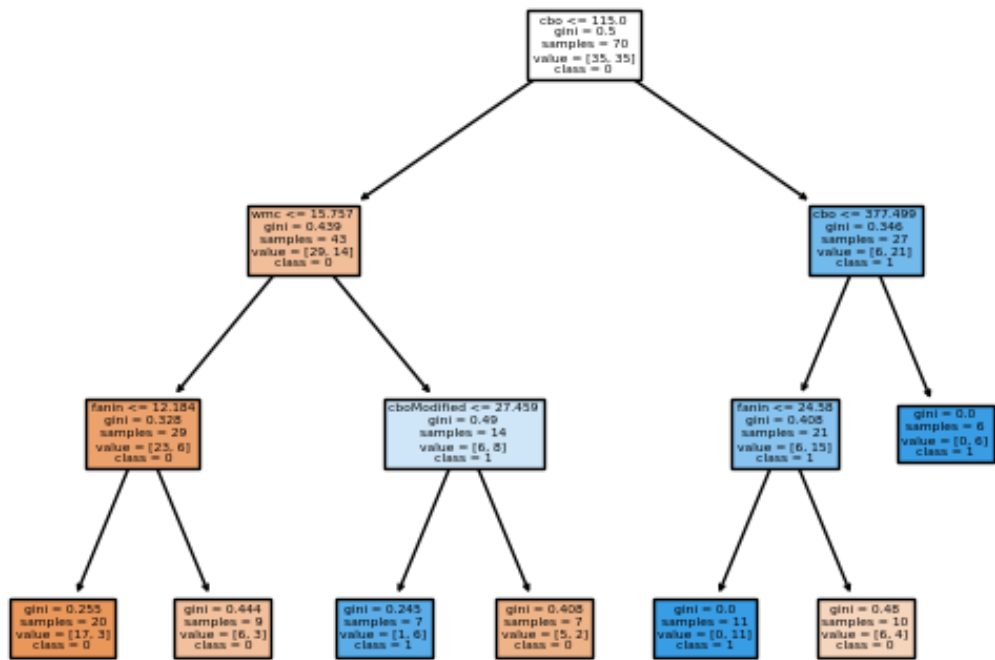 cbo <= 115.0
gini = 0.5
samples = 70
value = [35, 35]
class = 0
wmc <= 15.757
gini = 0.439
samples = 43
value = [29, 14]
class = 0
cbo <= 377.499
gini = 0.346
samples = 27
value = [6, 21]
class = 1
fanin <= 12.184
gini = 0.328
samples = 29
value = [23, 6]
class = 0
cboModified <= 27.459
gini = 0.49
samples = 14
value = [6, 8]
class = 1
fanin <= 24.58
gini = 0.408
samples = 21
value = [6, 15]
class = 1
gini = 0.0
samples = 6
value = [0, 6]
class = 1
gini = 0.255
samples = 20
value = [17, 3]
class = 0
gini = 0.444
samples = 9
value = [6, 3]
class = 0
gini = 0.245
samples = 7
value = [1, 6]
class = 1
gini = 0.408
samples = 7
value = [5, 2]
class = 0
gini = 0.0
samples = 11
value = [0, 11]
class = 1
gini = 0.48
samples = 10
value = [6, 4]
class = 0